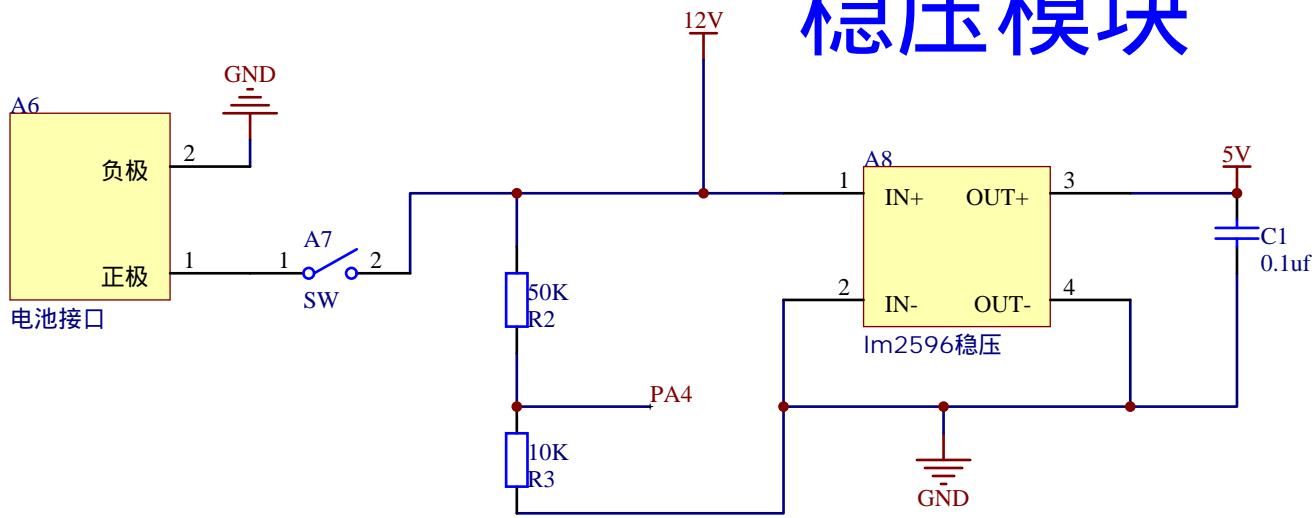 稳压模块
12V
GND
A6
负极
2
正极
1
电池接口
1
A7
2
SW
50K
R2
PA4
10K
R3
A8
1
IN+
OUT+
3
2
IN-
OUT-
4
lm2596稳压
5V
C1
0.1uf
GND